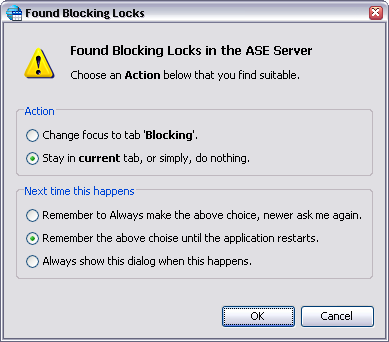 Found Blocking Locks
Found Blocking Locks in the ASE Server
Choose an Action below that you find suitable.
Action
Change focus to tab 'Blocking'.
Stay in current tab, or simply, do nothing.
Next time this happens
Remember to Always make the above choice, newer ask me again.
Remember the above choise until the application restarts.
Always show this dialog when this happens.
OK
Cancel